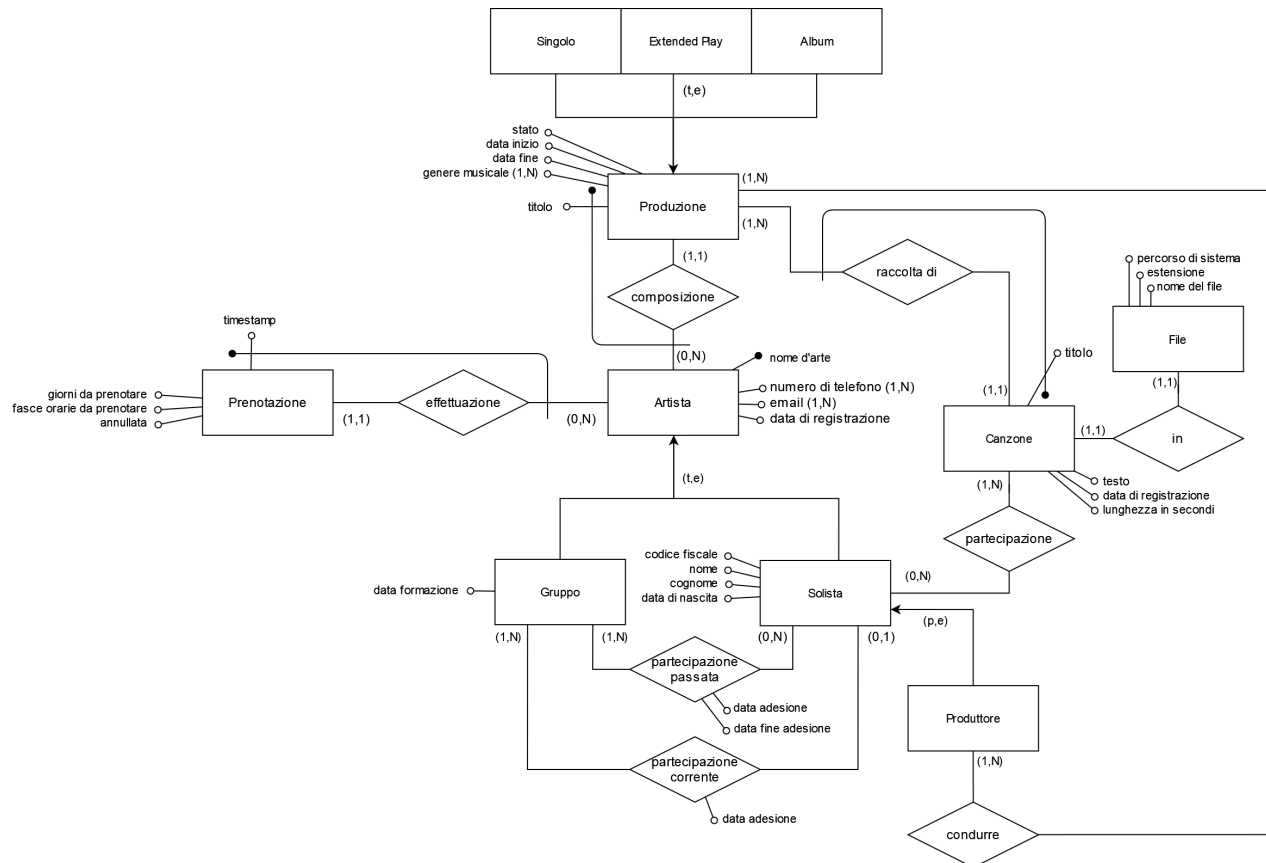 Singolo
Extended Play
Album
(t,e)
stato
data inizio
data fine
genere musicale (1,N)
titolo
Produzione
(1,N)
(1,N)
(1,1)
composizione
raccolta di
percorso di sistema
estensione
nome del file
File
timestamp
(0,N)
nome d'arte
titolo
(1,1)
giorni da prenotare
fasce orarie da prenotare
annullata
Prenotazione
(1,1)
effettuazione
(0,N)
Artista
numero di telefono (1,N)
email (1,N)
data di registrazione
(1,1)
Canzone
(1,1)
in
(t,e)
(1,N)
testo
data di registrazione
lunghezza in secondi
partecipazione
codice fiscale
nome
cognome
data di nascita
(0,N)
data formazione
Gruppo
Solista
(p,e)
(1,N)
(1,N)
(0,N)
(0,1)
partecipazione
passata
data adesione
data fine adesione
Produttore
partecipazione
corrente
(1,N)
data adesione
condurre